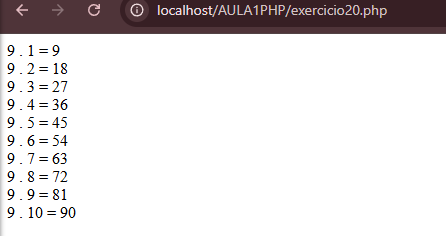 localhost/AULA1PHP/exercicio20.php
9 . 1 = 9
9 . 2 = 18
9 . 3 = 27
9 . 4 = 36
9 . 5 = 45
9 . 6 = 54
9 . 7 = 63
9 . 8 = 72
9 . 9 = 81
9 . 10 = 90